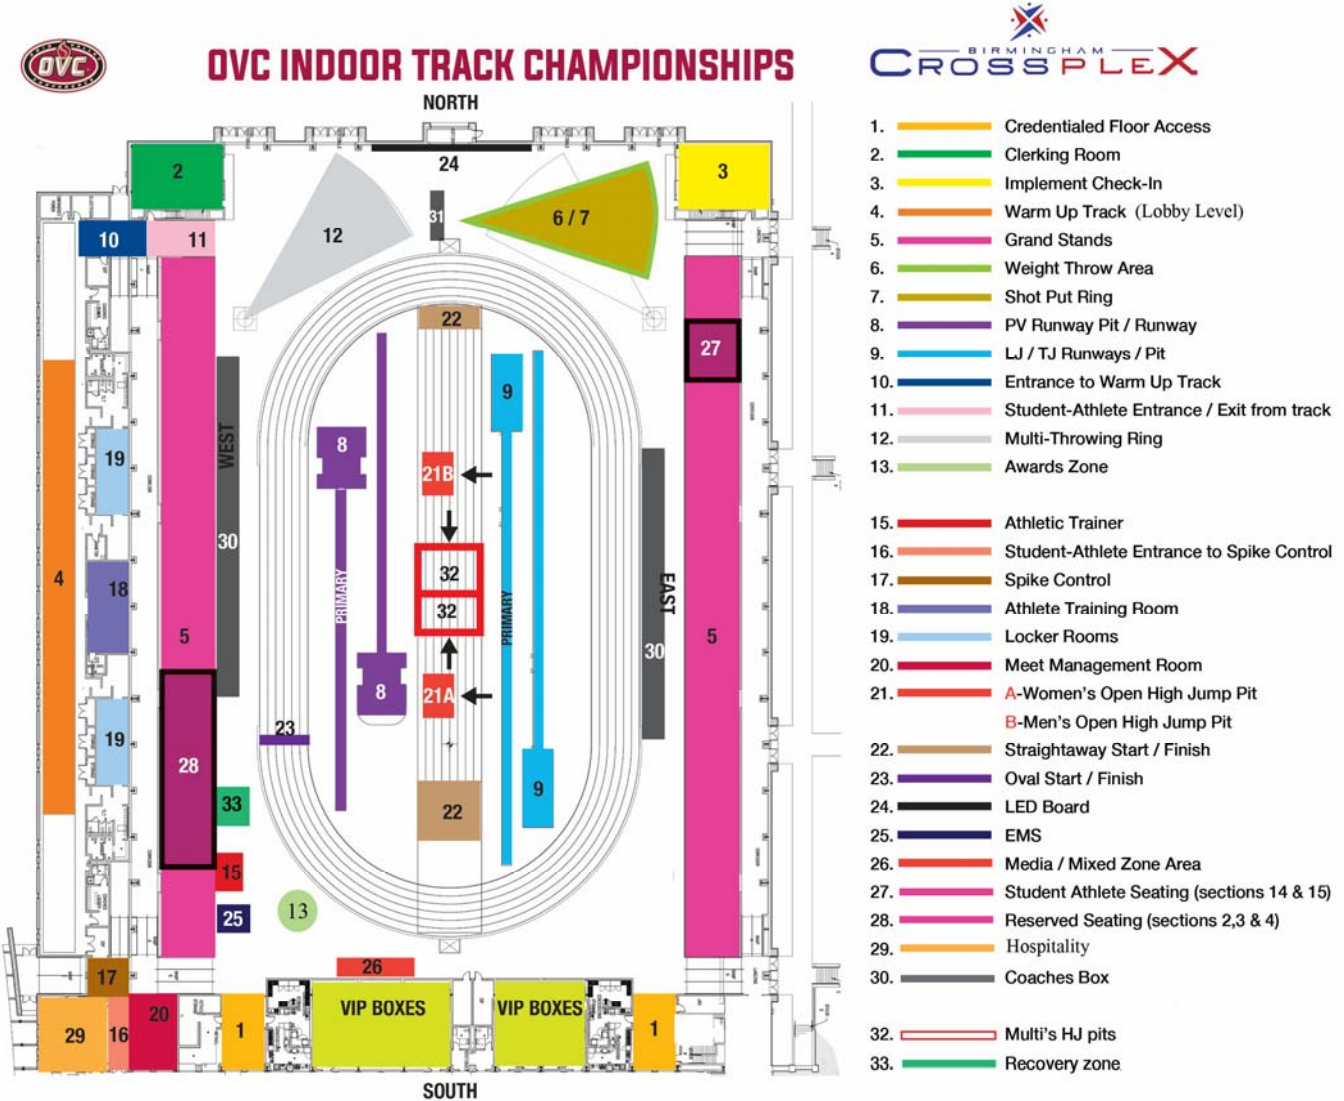 OVC
OVC INDOOR TRACK CHAMPIONSHIPS
BIRMINGHAM
CROSSPLEX
NORTH
24
2
3
31
12
6 / 7
10
11
22
27
9
8
19
WEST
21B
30
4
18
32
32
PRIMARY
PRIMARY
EAST
5
5
30
21A
8
23
19
28
9
33
22
15
25
13
26
17
29
16
20
1
VIP BOXES
VIP BOXES
1
SOUTH
1. Credentialed Floor Access
2. Clerking Room
3. Implement Check-In
4. Warm Up Track (Lobby Level)
5. Grand Stands
6. Weight Throw Area
7. Shot Put Ring
8. PV Runway Pit / Runway
9. LJ / TJ Runways / Pit
10. Entrance to Warm Up Track
11. Student-Athlete Entrance / Exit from track
12. Multi-Throwing Ring
13. Awards Zone
15. Athletic Trainer
16. Student-Athlete Entrance to Spike Control
17. Spike Control
18. Athlete Training Room
19. Locker Rooms
20. Meet Management Room
21. A-Women's Open High Jump Pit
B-Men's Open High Jump Pit
22. Straightaway Start / Finish
23. Oval Start / Finish
24. LED Board
25. EMS
26. Media / Mixed Zone Area
27. Student Athlete Seating (sections 14 & 15)
28. Reserved Seating (sections 2,3 & 4)
29. Hospitality
30. Coaches Box
32. Multi's HJ pits
33. Recovery zone